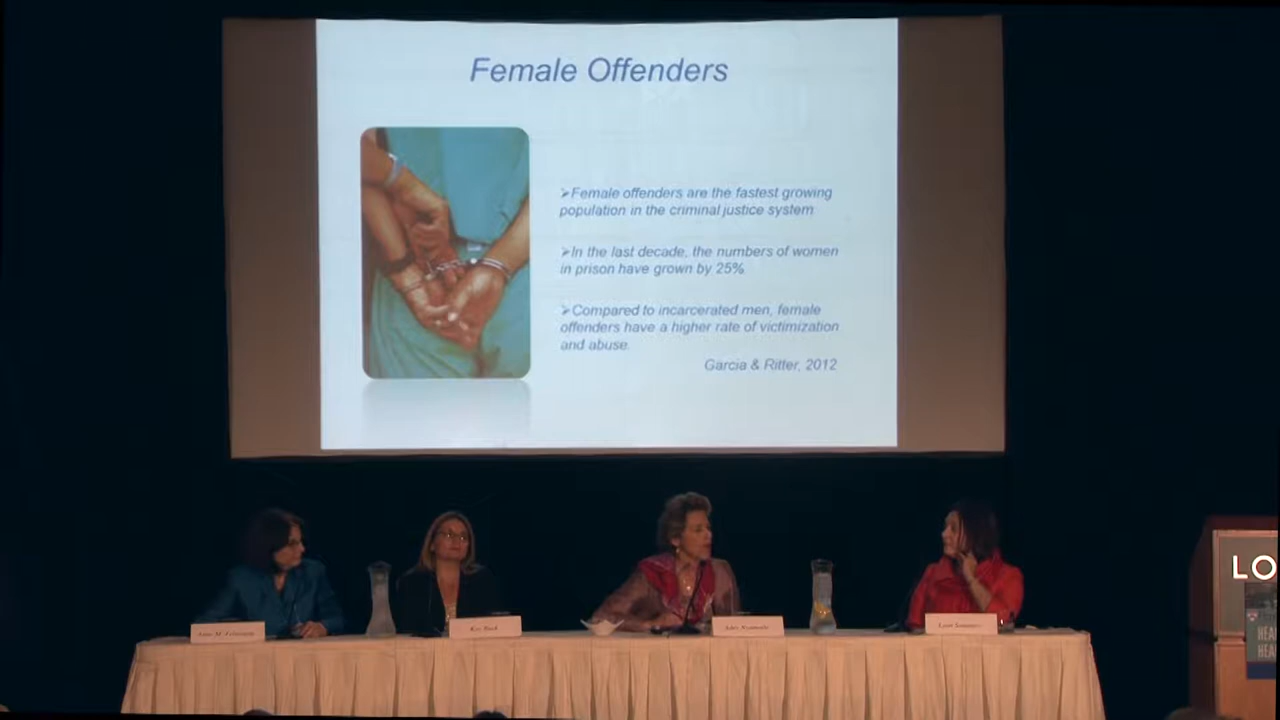 Female Offenders
➢Female offenders are the fastest growing
population in the criminal justice system
➢In the last decade, the numbers of women
in prison have grown by 25%
➢Compared to incarcerated men, female
offenders have a higher rate of victimization
and abuse.
Garcia & Ritter, 2012
LO
HEA
HEA